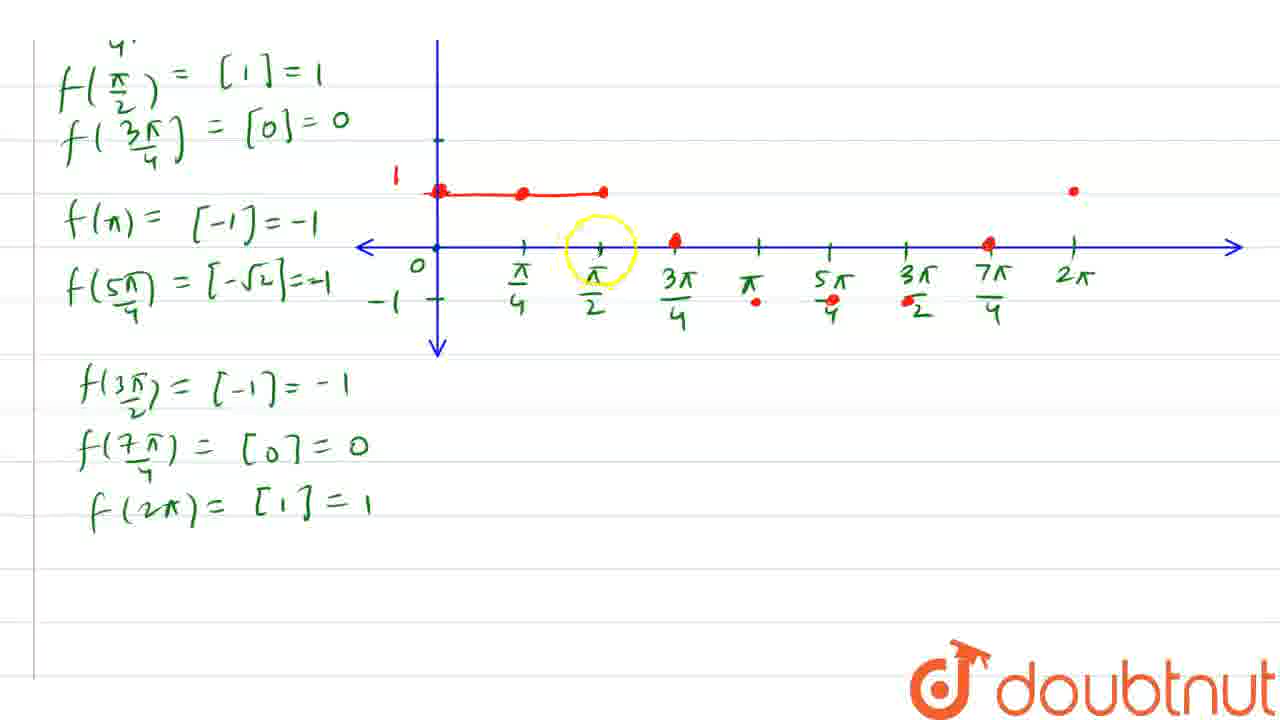 4
f(π/2) = [1] = 1
f(3π/4) = [0] = 0
f(π) = [-1] = -1
f(5π/4) = [-√2] = -1
f(3π/2) = [-1] = -1
f(7π/4) = [0] = 0
f(2π) = [1] = 1
1
0 π/4 π/2 3π/4 π 5π/4 3π/2 7π/4 2π
-1
doubtnut